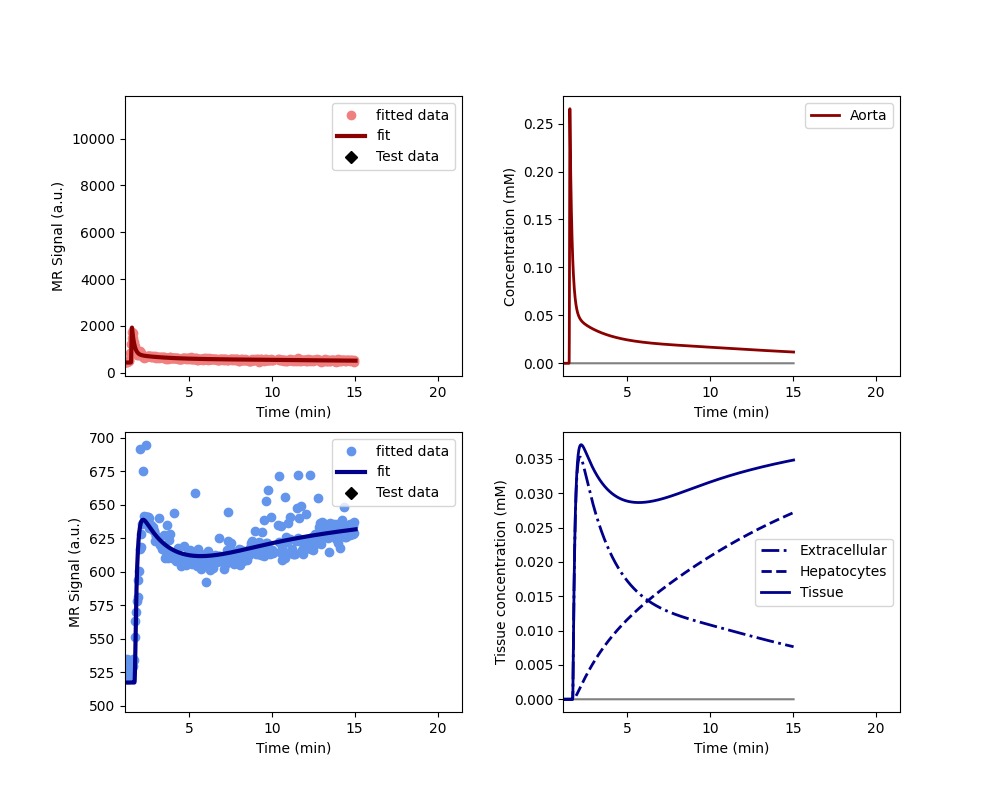 10000
8000
6000
4000
2000
0
MR Signal (a.u.)
5
10
15
20
Time (min)
fitted data
fit
Test data
0.25
0.20
0.15
0.10
0.05
0.00
Concentration (mM)
5
10
15
20
Time (min)
Aorta
700
675
650
625
600
575
550
525
500
MR Signal (a.u.)
5
10
15
20
Time (min)
fitted data
fit
Test data
0.035
0.030
0.025
0.020
0.015
0.010
0.005
0.000
Tissue concentration (mM)
5
10
15
20
Time (min)
Extracellular
Hepatocytes
Tissue